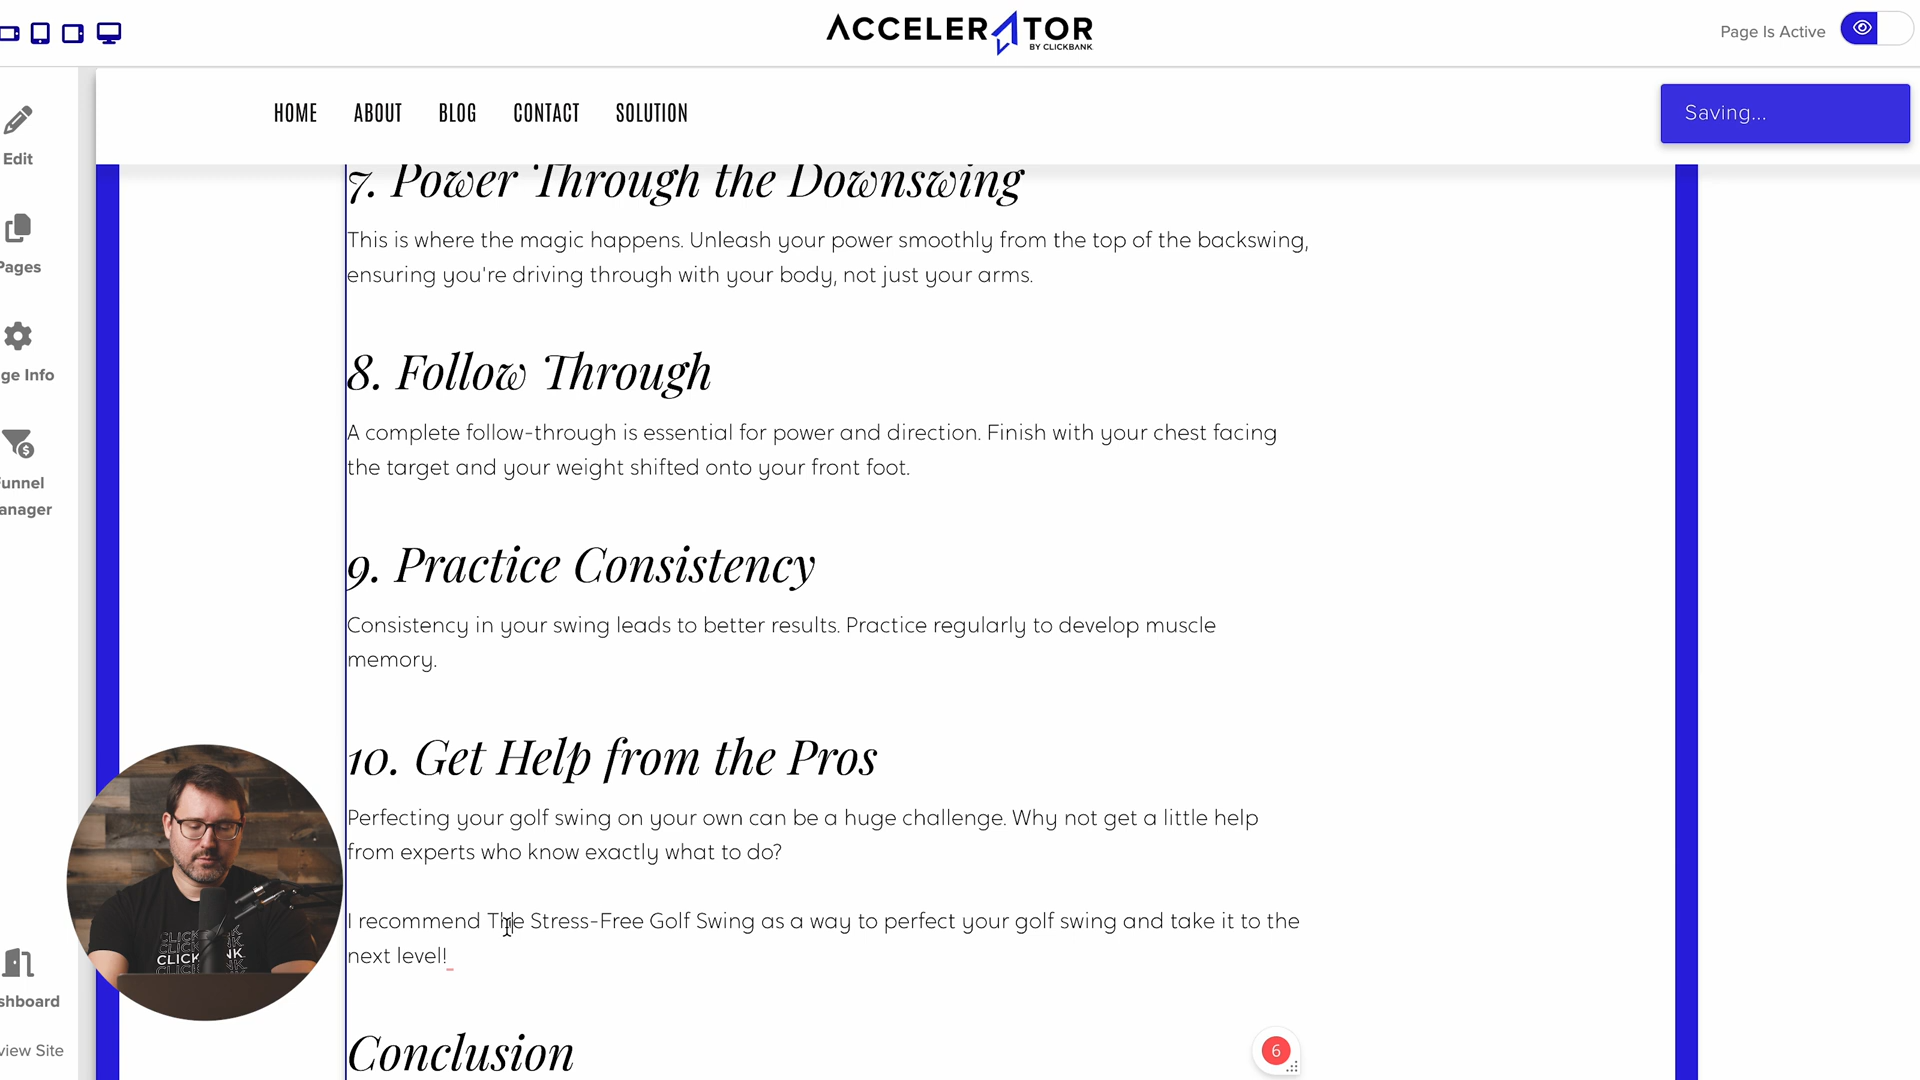 ACCELERATOR
BY CLICKBANK
Page Is Active
HOME ABOUT BLOG CONTACT SOLUTION
Saving...
Edit
Pages
ge Info
unnel
anager
shboard
view Site
7. Power Through the Downswing
This is where the magic happens. Unleash your power smoothly from the top of the backswing,
ensuring you're driving through with your body, not just your arms.
8. Follow Through
A complete follow-through is essential for power and direction. Finish with your chest facing
the target and your weight shifted onto your front foot.
9. Practice Consistency
Consistency in your swing leads to better results. Practice regularly to develop muscle
memory.
10. Get Help from the Pros
Perfecting your golf swing on your own can be a huge challenge. Why not get a little help
from experts who know exactly what to do?
I recommend The Stress-Free Golf Swing as a way to perfect your golf swing and take it to the
next level!
Conclusion
6